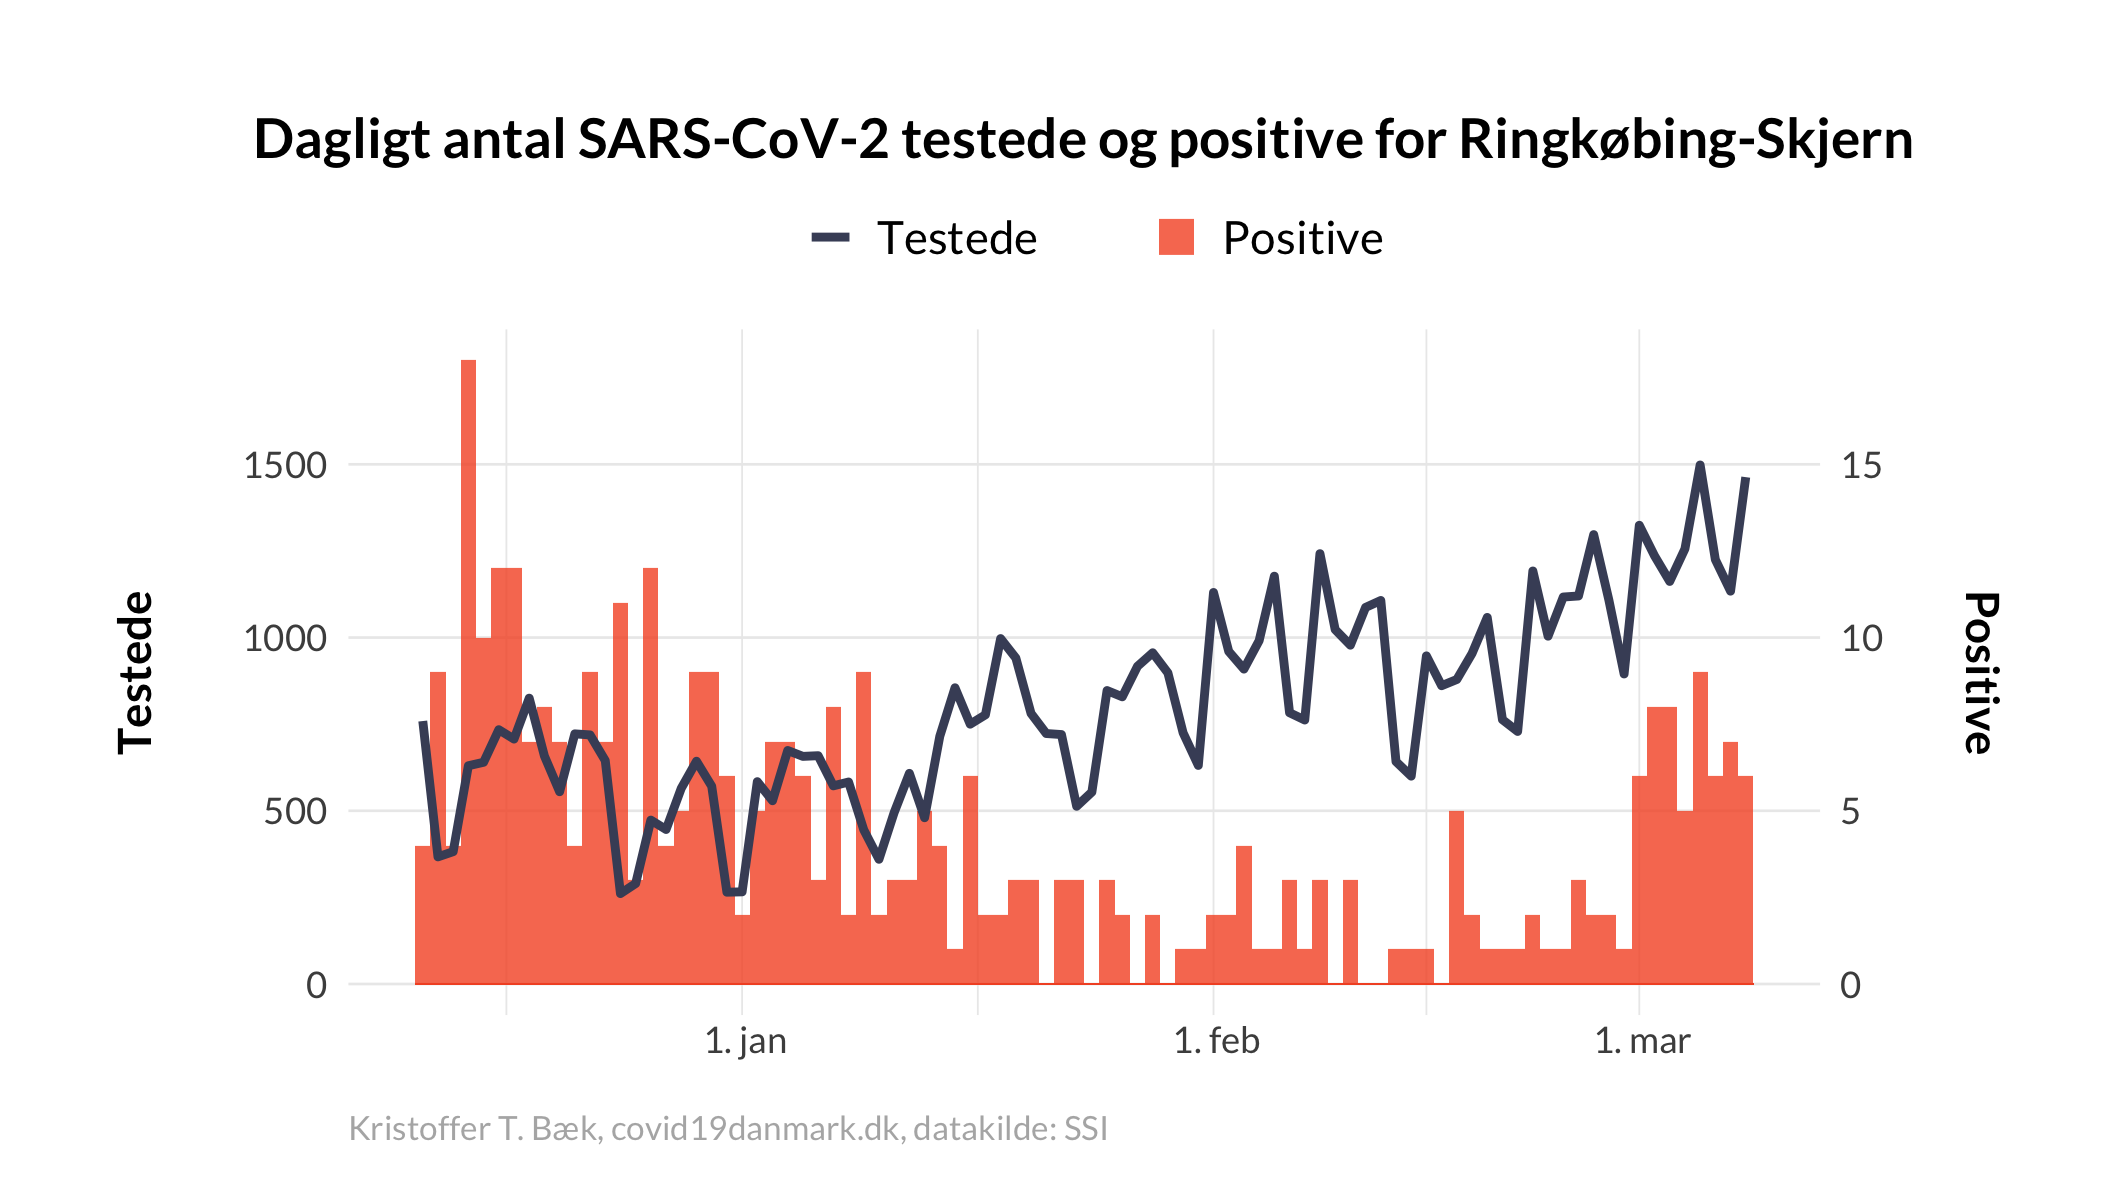 Dagligt antal SARS-CoV-2 testede og positive for Ringkøbing-Skjern
Testede
Positive
1500
1000
500
0
15
10
5
0
Testede
Positive
1. jan
1. feb
1. mar
Kristoffer T. Bæk, covid19danmark.dk, datakilde: SSI